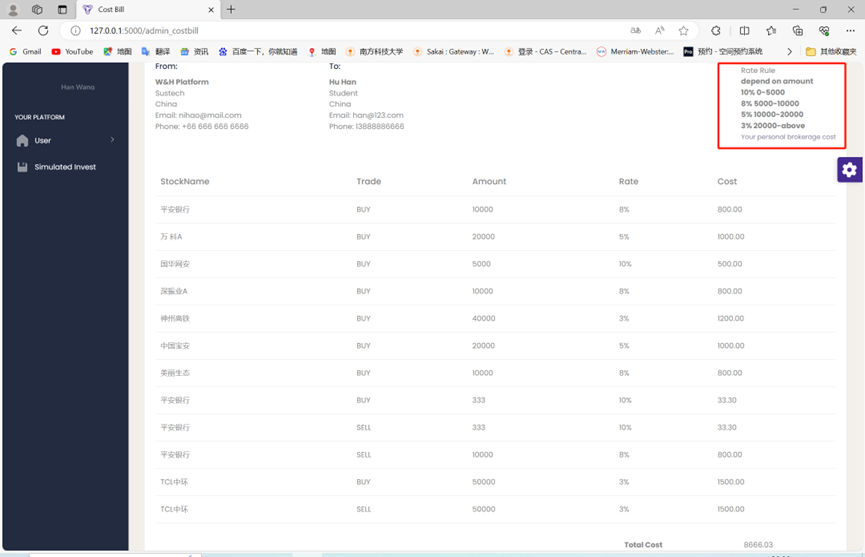 Cost Bill
127.0.0.1:5000/admin_costbill
Gmail YouTube 地图 翻译 资讯 百度一下，你就知道 地图 南方科技大学 Sakai : Gateway : W... 登录 - CAS – Centra... Merriam-Webster:... 预约 - 空间预约系统 其他收藏夹
Han Wang
YOUR PLATFORM
User
Simulated Invest
From:
W&H Platform
Sustech
China
Email: nihao@mail.com
Phone: +66 666 666 6666
To:
Hu Han
Student
China
Email: han@123.com
Phone: 13888886666
Rate Rule
depend on amount
10% 0-5000
8% 5000-10000
5% 10000-20000
3% 20000-above
Your personal brokerage cost
StockName Trade Amount Rate Cost
平安银行 BUY 10000 8% 800.00
万 科A BUY 20000 5% 1000.00
国华网安 BUY 5000 10% 500.00
深振业A BUY 10000 8% 800.00
神州高铁 BUY 40000 3% 1200.00
中国宝安 BUY 20000 5% 1000.00
美丽生态 BUY 10000 8% 800.00
平安银行 BUY 333 10% 33.30
平安银行 SELL 333 10% 33.30
平安银行 SELL 10000 8% 800.00
TCL中环 BUY 50000 3% 1500.00
TCL中环 SELL 50000 3% 1500.00
Total Cost 8666.03